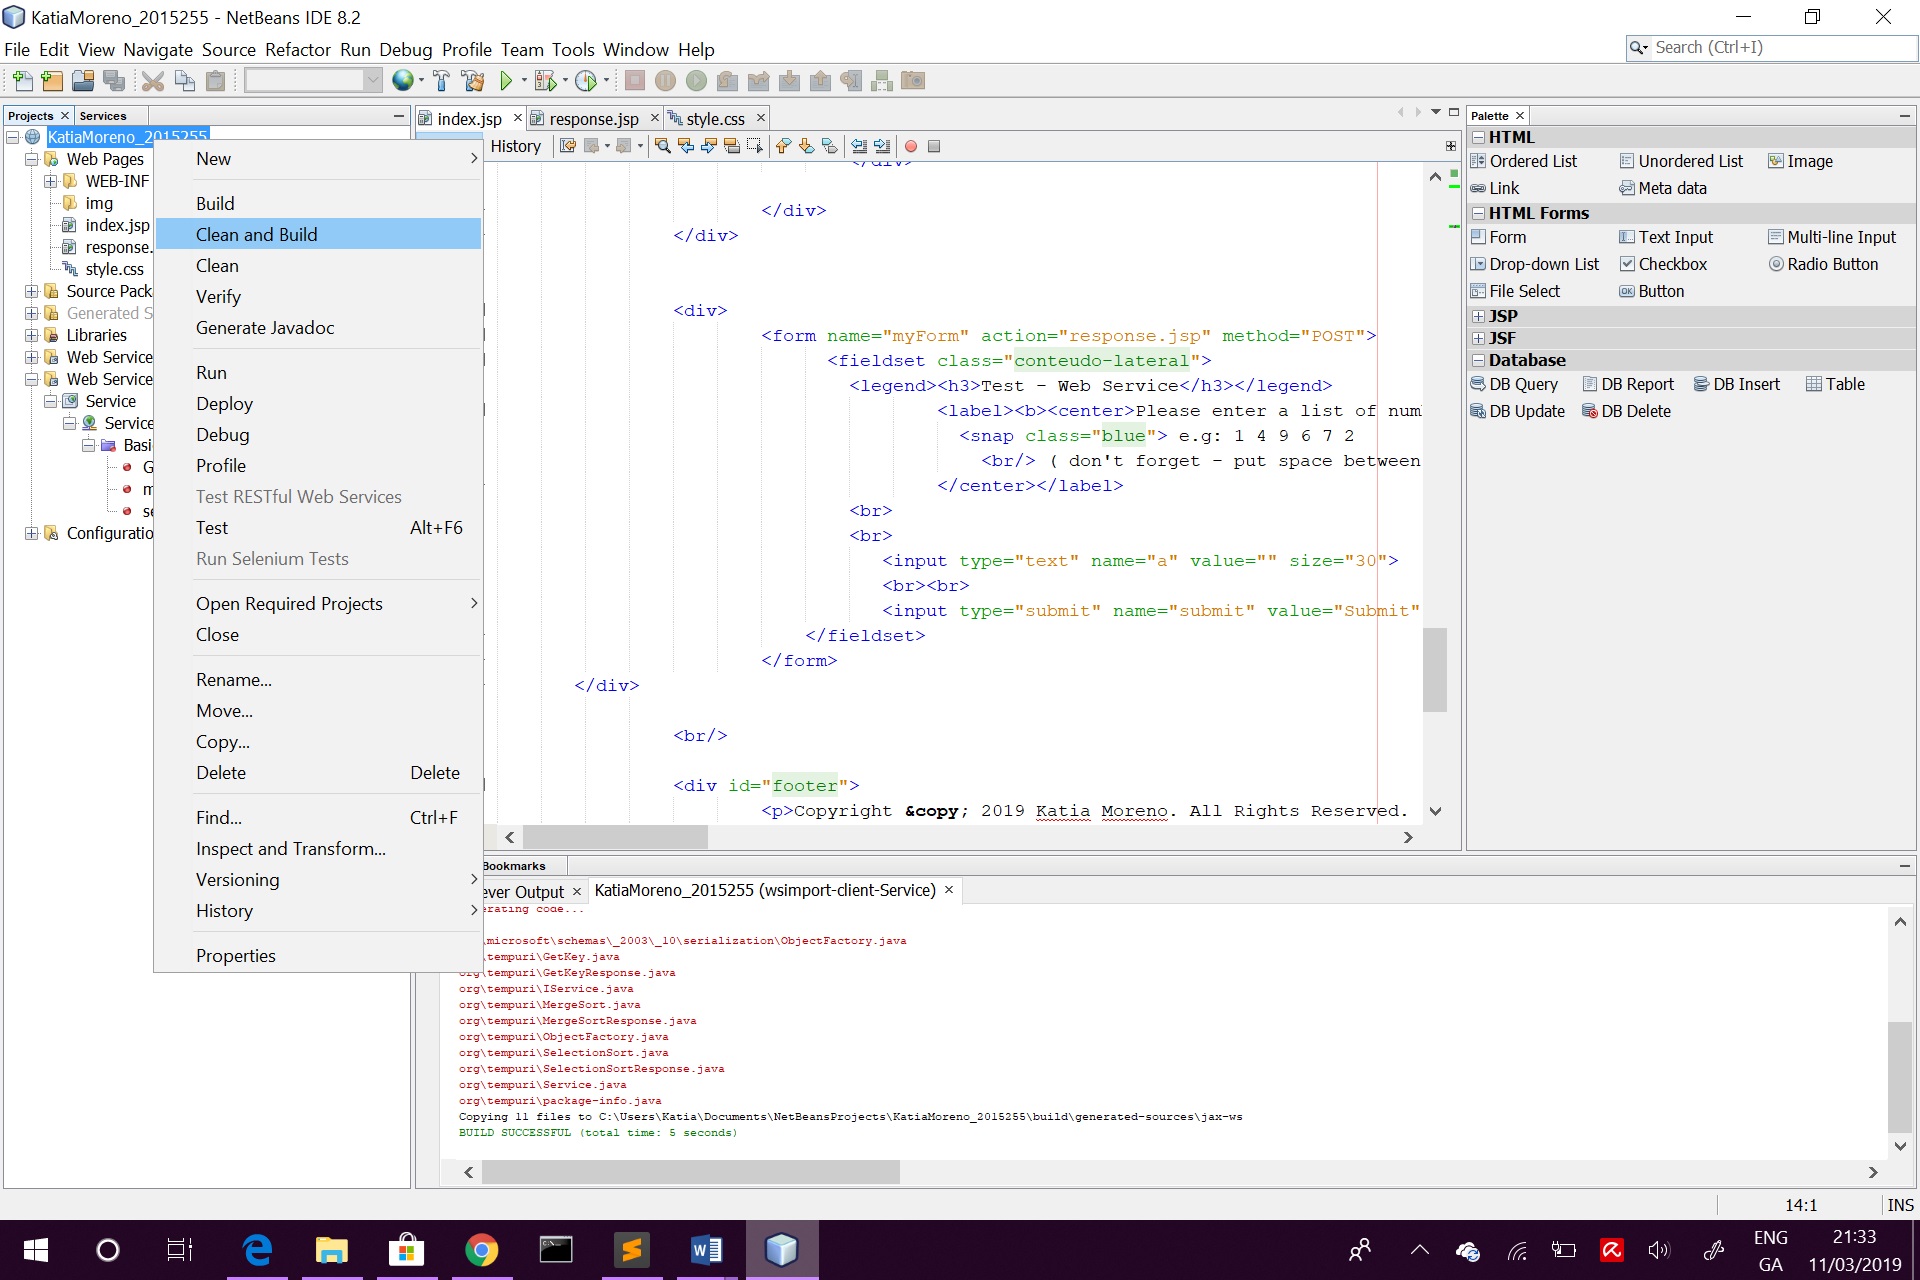 KatiaMoreno_2015255 - NetBeans IDE 8.2
File Edit View Navigate Source Refactor Run Debug Profile Team Tools Window Help
Search (Ctrl+I)
Projects
Services
KatiaMoreno_2
Web Pages
WEB-INF
img
index.jsp
response.
style.css
Source Pack
Generated S
Libraries
Web Service
Web Service
Service
Service
Basi
G
m
se
Configuratio
New
Build
Clean and Build
Clean
Verify
Generate Javadoc
Run
Deploy
Debug
Profile
Test RESTful Web Services
Test Alt+F6
Run Selenium Tests
Open Required Projects
Close
Rename...
Move...
Copy...
Delete Delete
Find... Ctrl+F
Inspect and Transform...
Versioning
History
Properties
index.jsp
response.jsp
style.css
History
</div>
</div>
</div>
<div>
<form name="myForm" action="response.jsp" method="POST">
<fieldset class="conteudo-lateral">
<legend><h3>Test - Web Service</h3></legend>
<label><b><center>Please enter a list of num
<snap class="blue"> e.g: 1 4 9 6 7 2
<br/> ( don't forget - put space between
</center></label>
<br>
<br>
<input type="text" name="a" value="" size="30">
<br><br>
<input type="submit" name="submit" value="Submit"
</fieldset>
</form>
</div>
<br/>
<div id="footer">
<p>Copyright &copy; 2019 Katia Moreno. All Rights Reserved.
Palette
HTML
Ordered List Unordered List Image
Link Meta data
HTML Forms
Form Text Input Multi-line Input
Drop-down List Checkbox Radio Button
File Select Button
JSP
JSF
Database
DB Query DB Report DB Insert Table
DB Update DB Delete
Bookmarks
ever Output
KatiaMoreno_2015255 (wsimport-client-Service)
erating code...
\microsoft\schemas\_2003\_10\serialization\ObjectFactory.java
\tempuri\GetKey.java
org\tempuri\GetKeyResponse.java
org\tempuri\IService.java
org\tempuri\MergeSort.java
org\tempuri\MergeSortResponse.java
org\tempuri\ObjectFactory.java
org\tempuri\SelectionSort.java
org\tempuri\SelectionSortResponse.java
org\tempuri\Service.java
org\tempuri\package-info.java
Copying 11 files to C:\Users\Katia\Documents\NetBeansProjects\KatiaMoreno_2015255\build\generated-sources\jax-ws
BUILD SUCCESSFUL (total time: 5 seconds)
14:1
INS
ENG
GA
21:33
11/03/2019